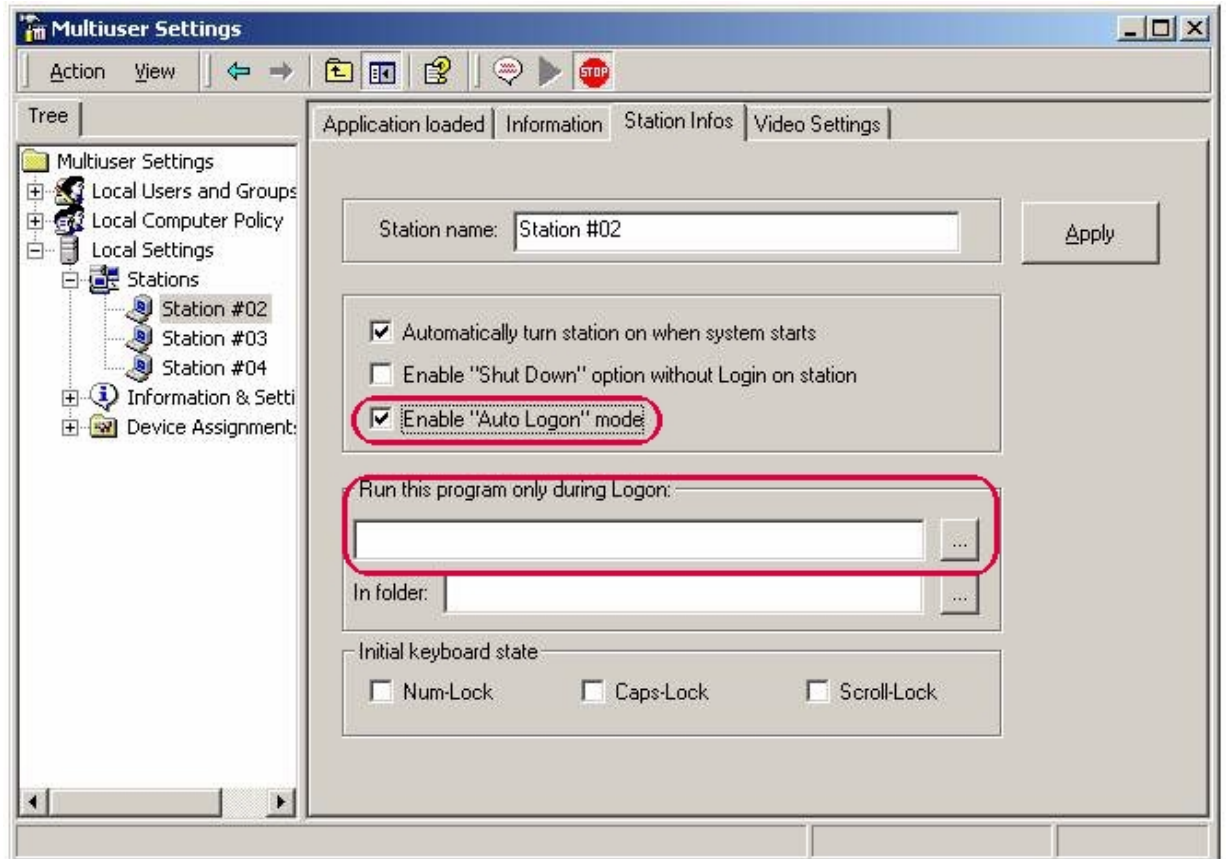 Multiuser Settings
Action View
STOP
Tree
Application loaded Information Station Infos Video Settings
Multiuser Settings
Local Users and Groups
Local Computer Policy
Local Settings
Stations
Station #02
Station #03
Station #04
Information & Setti
Device Assignment
Station name: Station #02
Apply
Automatically turn station on when system starts
Enable "Shut Down" option without Login on station
Enable "Auto Logon" mode
Run this program only during Logon:
...
In folder:
...
Initial keyboard state
Num-Lock Caps-Lock Scroll-Lock